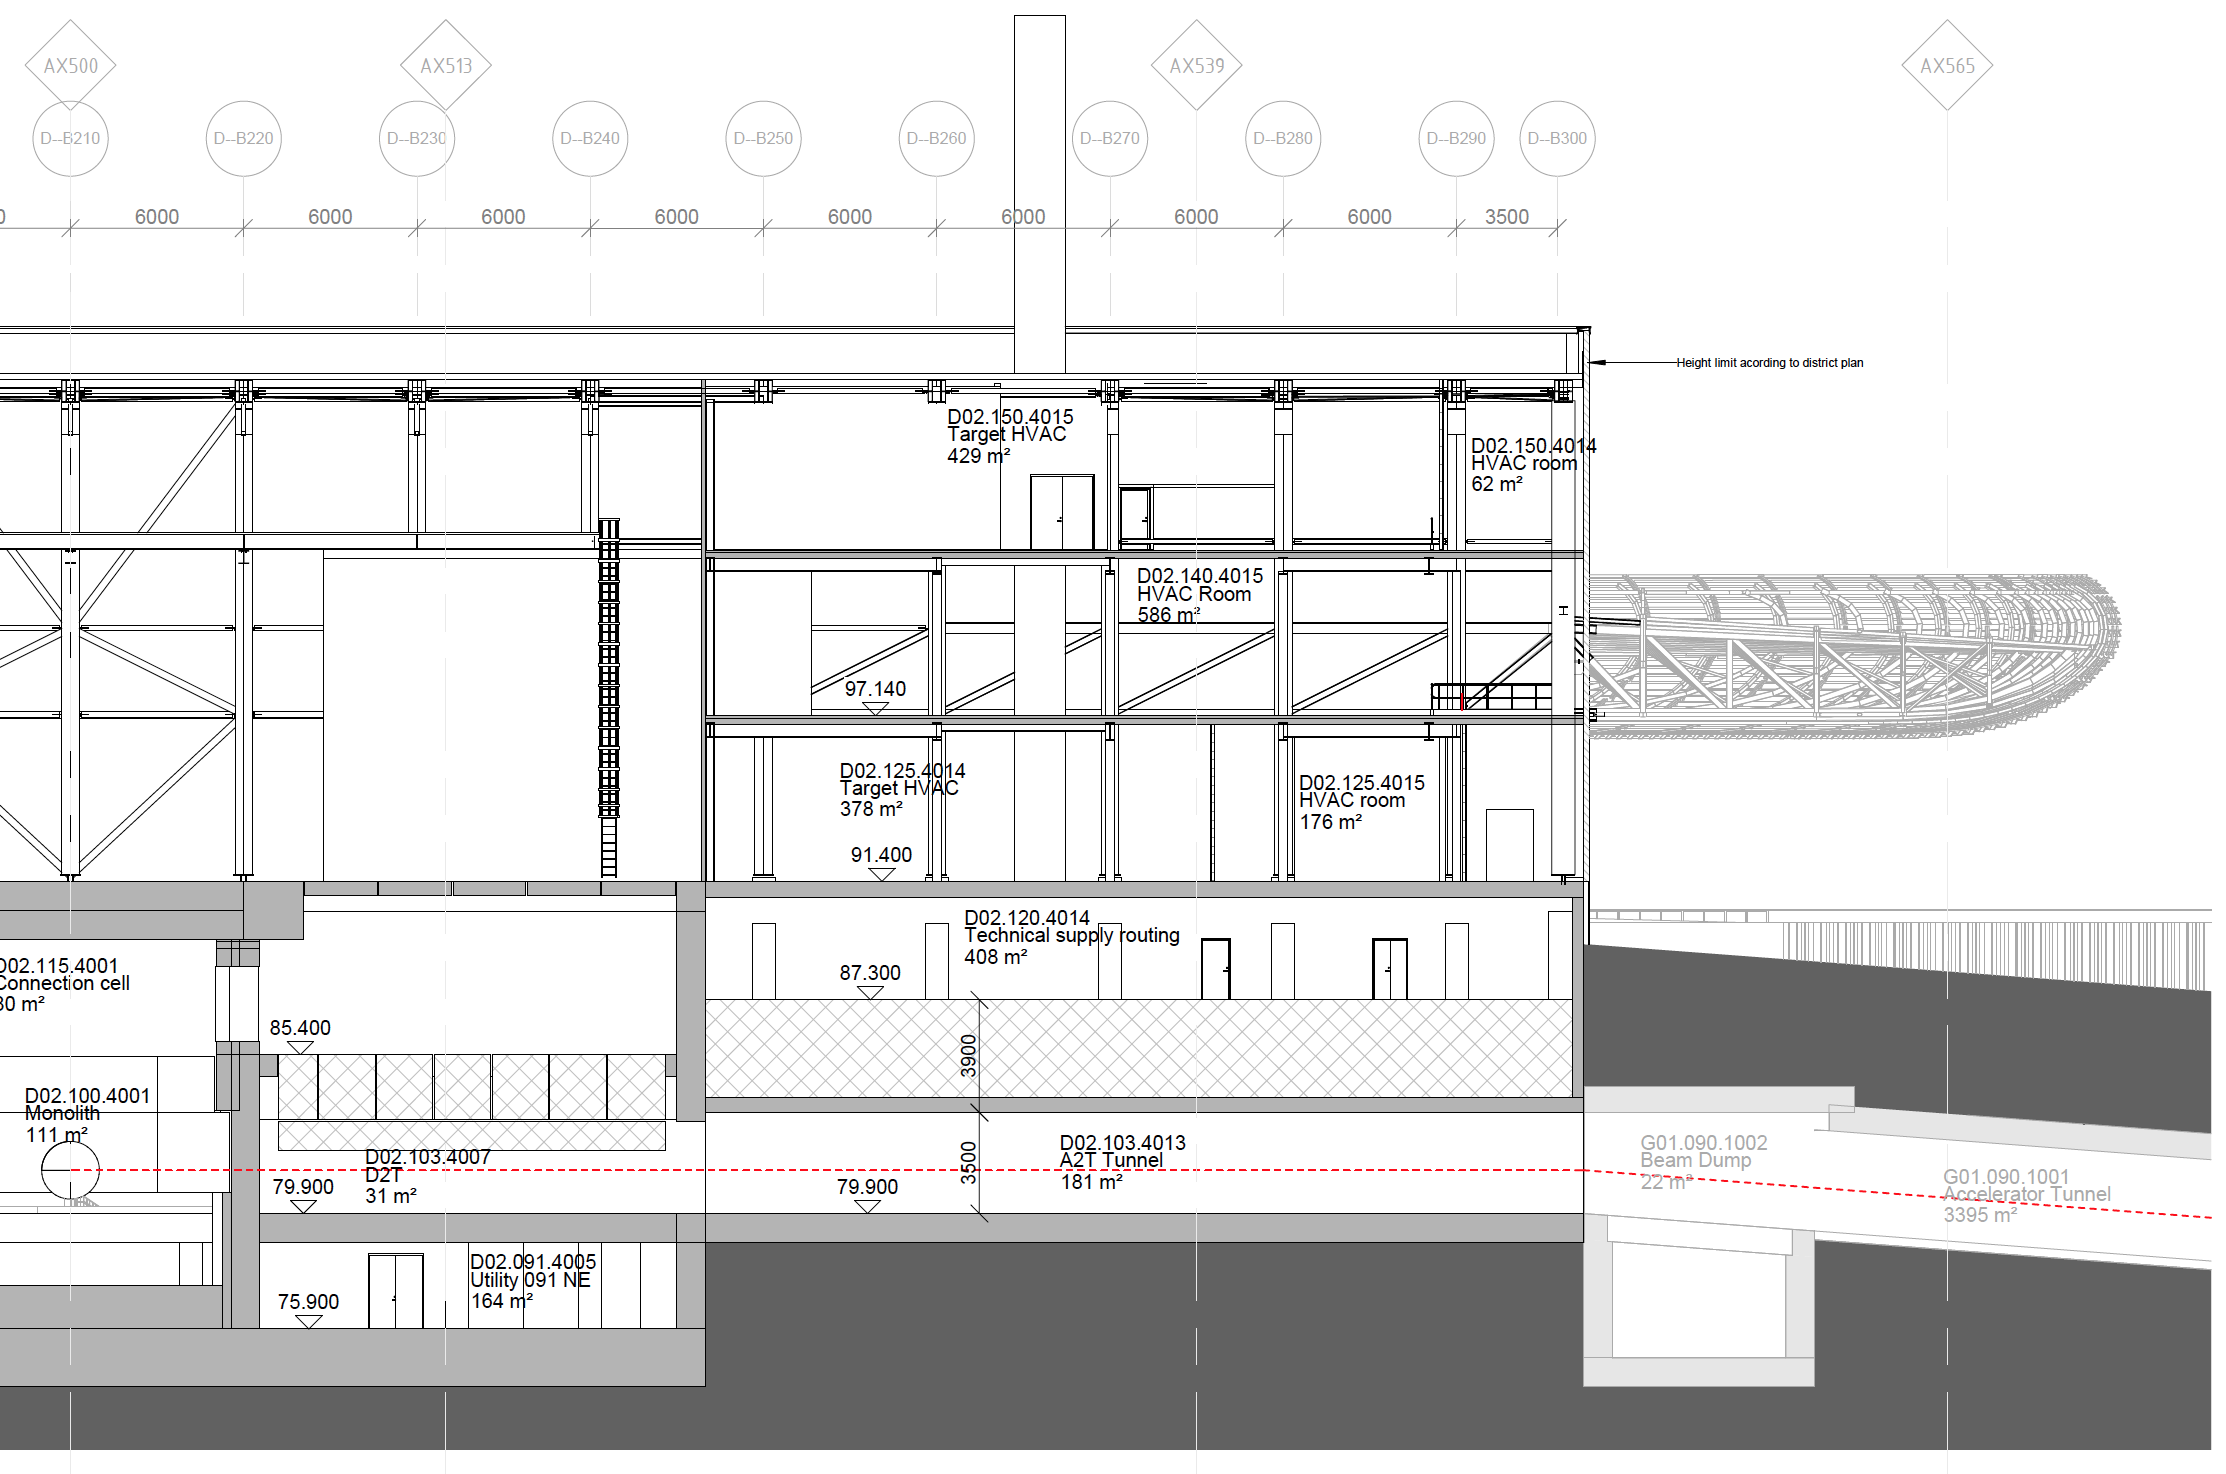 AX500
AX513
AX539
AX565
D--B210
D--B220
D--B230
D--B240
D--B250
D--B260
D--B270
D--B280
D--B290
D--B300
0
6000
6000
6000
6000
6000
6000
6000
6000
3500
Height limit acording to district plan
D02.150.4015
Target HVAC
429 m²
D02.150.4014
HVAC room
62 m²
D02.140.4015
HVAC Room
586 m²
97.140
D02.125.4014
Target HVAC
378 m²
D02.125.4015
HVAC room
176 m²
91.400
D02.120.4014
Technical supply routing
408 m²
87.300
D02.115.4001
Connection cell
80 m²
85.400
3900
D02.100.4001
Monolith
111 m²
D02.103.4007
D2T
31 m²
79.900
3500
79.900
D02.103.4013
A2T Tunnel
181 m²
G01.090.1002
Beam Dump
22 m²
G01.090.1001
Accelerator Tunnel
3395 m²
D02.091.4005
Utility 091 NE
164 m²
75.900